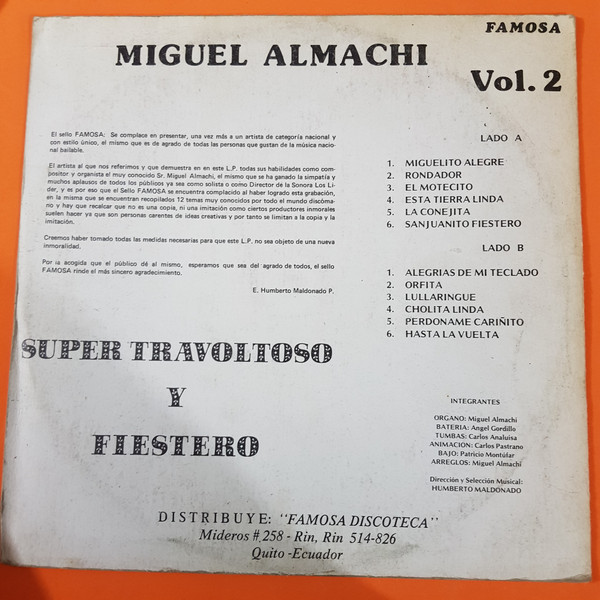 FAMOSA
MIGUEL ALMACHI
Vol. 2
El sello FAMOSA: Se complace en presentar, una vez más a un artista de categoría nacional y
con estilo único, el mismo que es de agrado de todas las personas que gustan de la música nacio-
nal bailable.
El artista al que nos referimos y que demuestra en en este L.P. todas sus habilidades como com-
positor y organista el muy conocido Sr. Miguel Almachi, el mismo que se ha ganado la simpatía y
muchos aplausos de todos los públicos ya sea como solista o como Director de la Sonora Los Lí-
der, y es por eso que el Sello FAMOSA se encuentra complacido al haber logrado esta grabación,
en la misma que se encuentran recopilados 12 temas muy conocidos por todo el mundo discóma-
no y hay que recalcar que no es una copia, ni una imitación como ciertos productores inmorales
suelen hacer ya que son personas carentes de ideas creativas y por tanto se limitan a la copia y la
imitación.
Creemos haber tomado todas las medidas necesarias para que este L.P. no sea objeto de una nueva
inmoralidad.
Por la acogida que el público dé al mismo, esperamos que sea del agrado de todos, el sello
FAMOSA rinde el más sincero agradecimiento.
E. Humberto Maldonado P.
LADO A
1. MIGUELITO ALEGRE
2. RONDADOR
3. EL MOTECITO
4. ESTA TIERRA LINDA
5. LA CONEJITA
6. SANJUANITO FIESTERO
LADO B
1. ALEGRIAS DE MI TECLADO
2. ORFITA
3. LULLARINGUE
4. CHOLITA LINDA
5. PERDONAME CARIÑITO
6. HASTA LA VUELTA
SUPER TRAVOLTOSO
Y
FIESTERO
INTEGRANTES
ORGANO: Miguel Almachi
BATERIA: Angel Gordillo
TUMBAS: Carlos Analuisa
ANIMACION: Carlos Pastrano
BAJO: Patricio Montúfar
ARREGLOS: Miguel Almachi
Dirección y Selección Musical:
HUMBERTO MALDONADO
DISTRIBUYE: "FAMOSA DISCOTECA"
Mideros # 258 - Rin, Rin 514-826
Quito -Ecuador